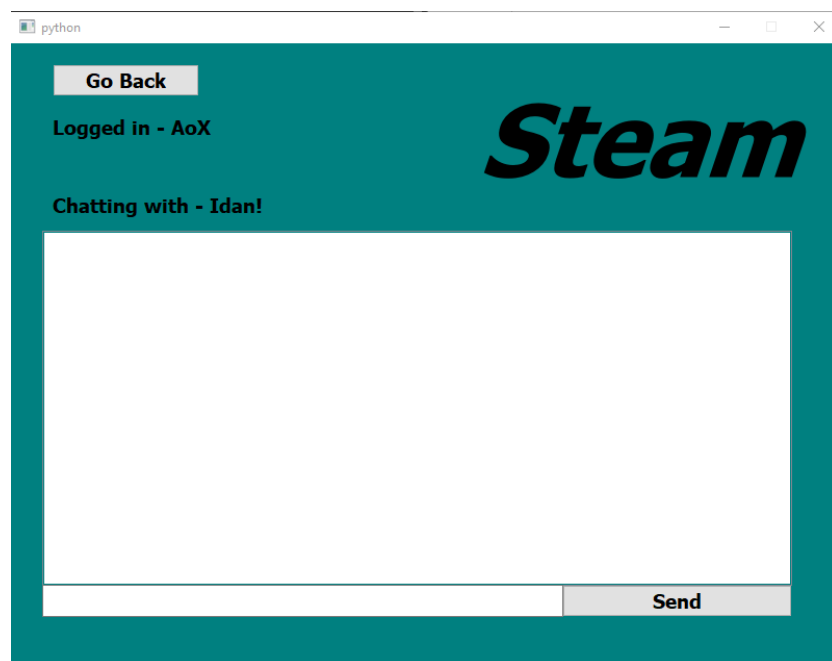 python
Go Back
Logged in - AoX
Steam
Chatting with - Idan!
Send